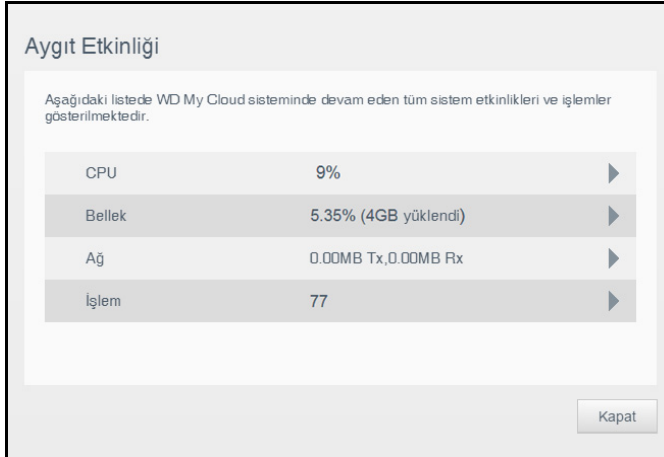 Aygıt Etkinliği
Aşağıdaki listede WD My Cloud sisteminde devam eden tüm sistem etkinlikleri ve işlemler
gösterilmektedir.
CPU 9%
Bellek 5.35% (4GB yüklendi)
Ağ 0.00MB Tx,0.00MB Rx
İşlem 77
Kapat